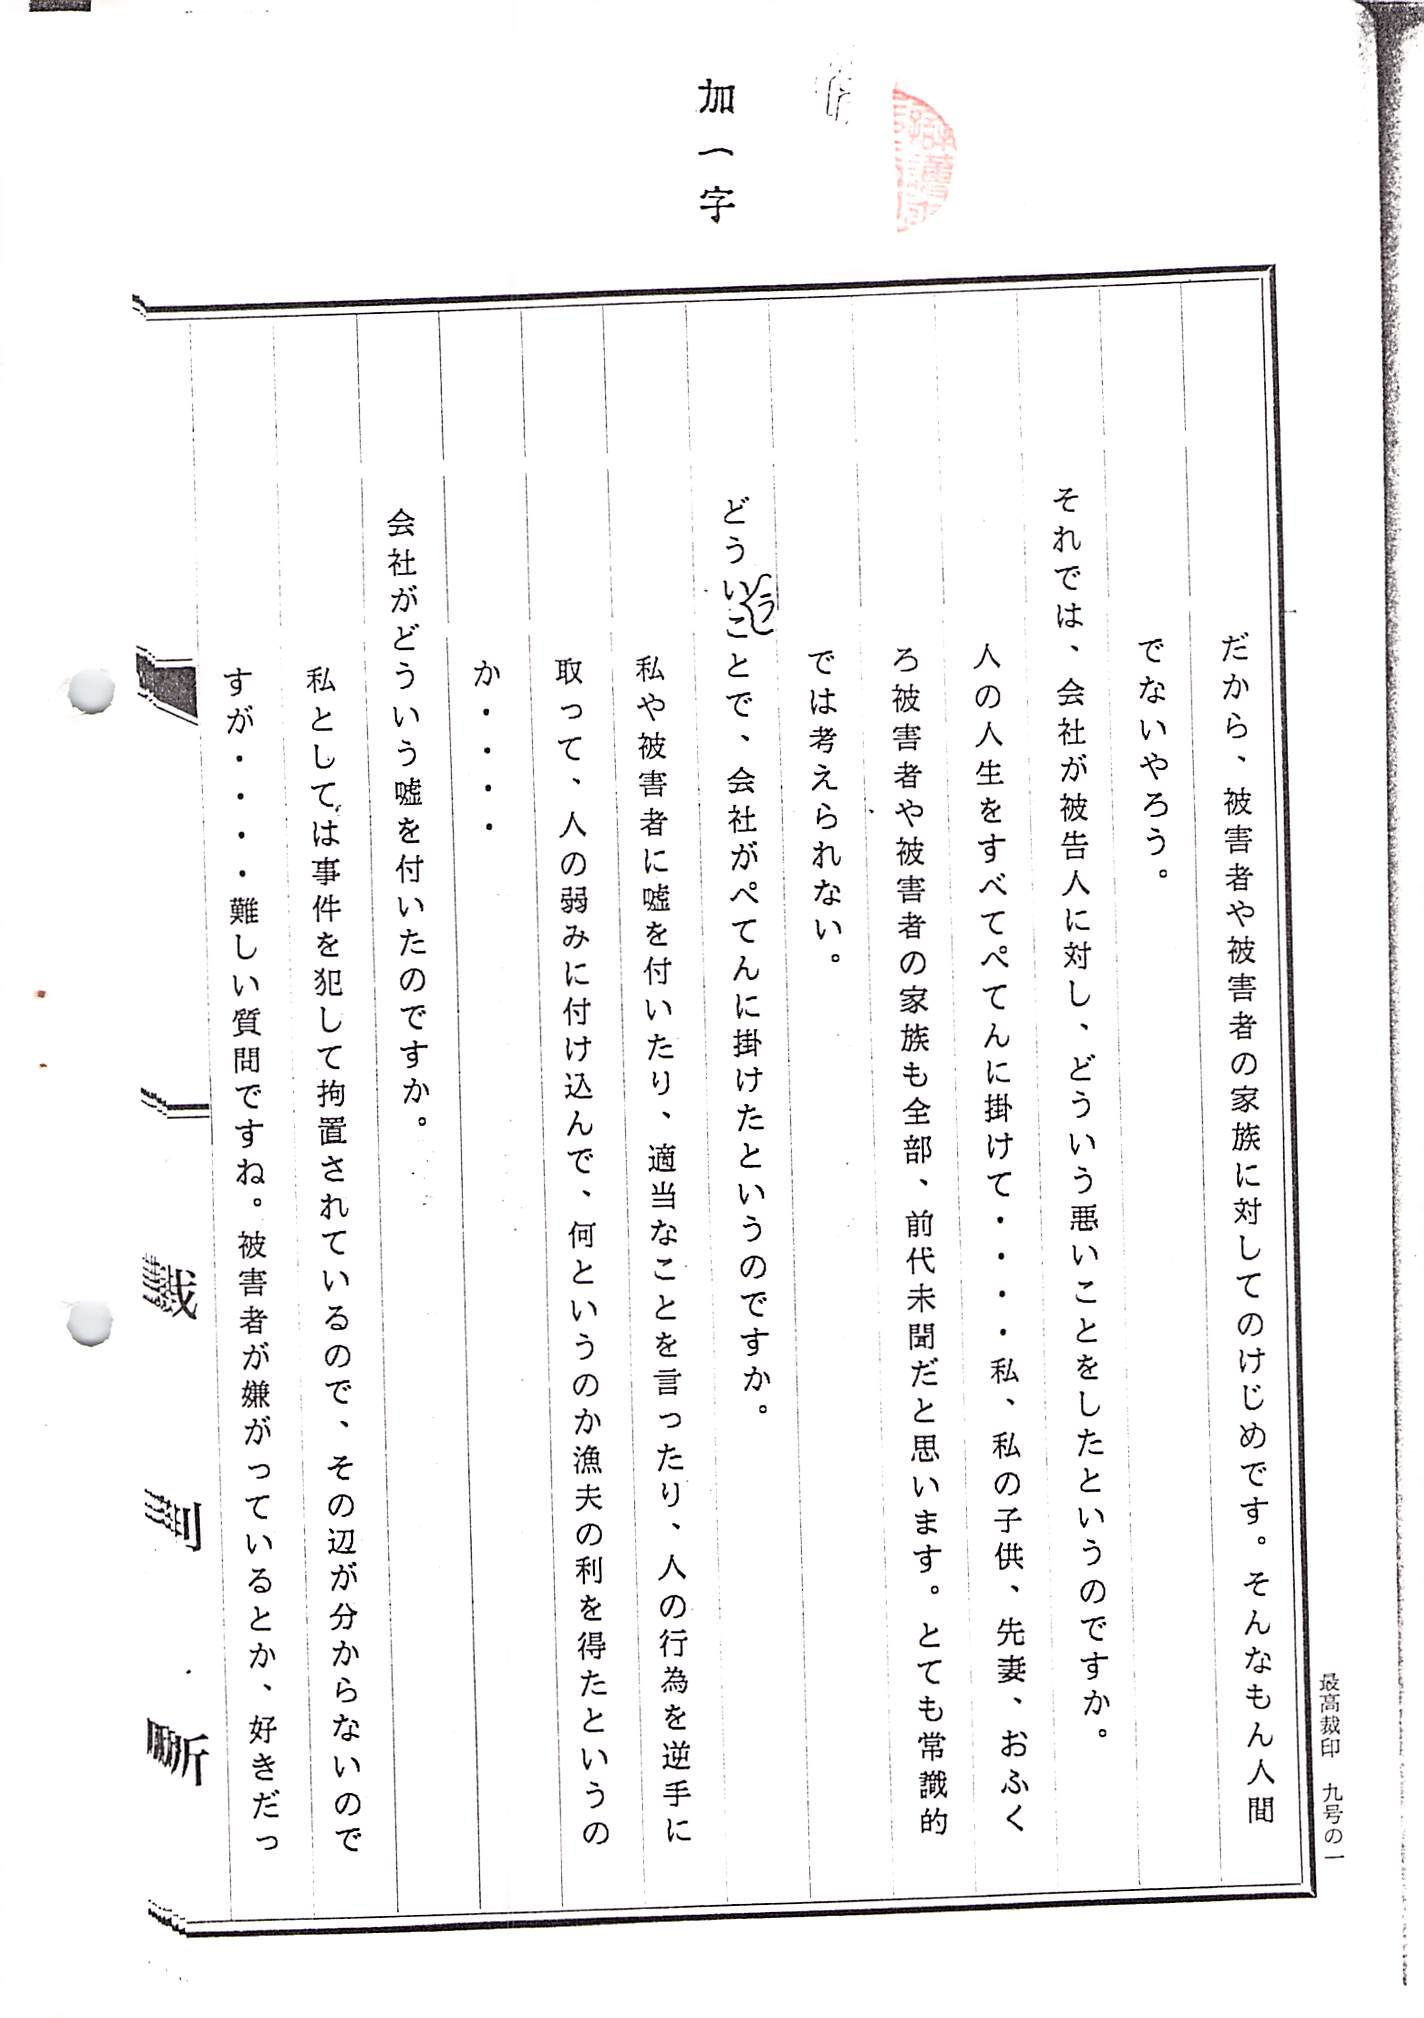 加一字
最高裁印 九号の一
だから、被害者や被害者の家族に対してのけじめです。そんなもん人間
でないやろう。
それでは、会社が被告人に対し、どういう悪いことをしたというのですか。
人の人生をすべてぺてんに掛けて・・・・私、私の子供、先妻、おふく
ろ被害者や被害者の家族も全部、前代未聞だと思います。とても常識的
では考えられない。
どういうことで、会社がぺてんに掛けたというのですか。
私や被害者に嘘を付いたり、適当なことを言ったり、人の行為を逆手に
取って、人の弱みに付け込んで、何というのか漁夫の利を得たというの
か・・・・
会社がどういう嘘を付いたのですか。
私としては事件を犯して拘置されているので、その辺が分からないので
すが・・・・難しい質問ですね。被害者が嫌がっているとか、好きだっ